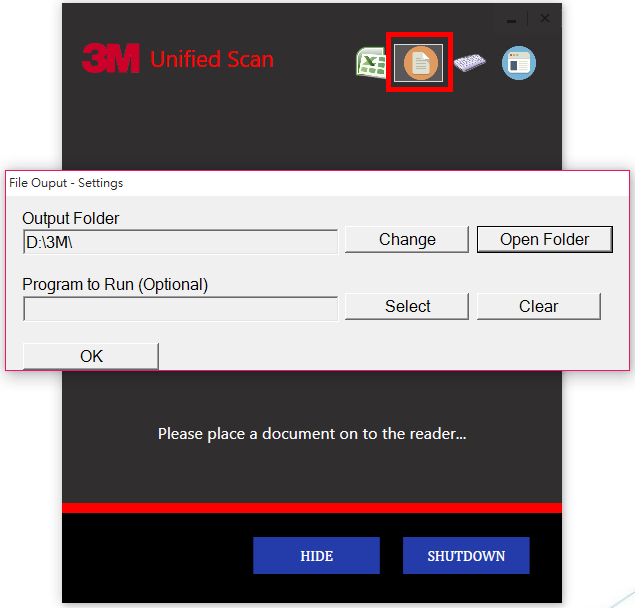 3M Unified Scan
File Ouput - Settings
Output Folder
D:\3M\
Change
Open Folder
Program to Run (Optional)
Select
Clear
OK
Please place a document on to the reader...
HIDE
SHUTDOWN